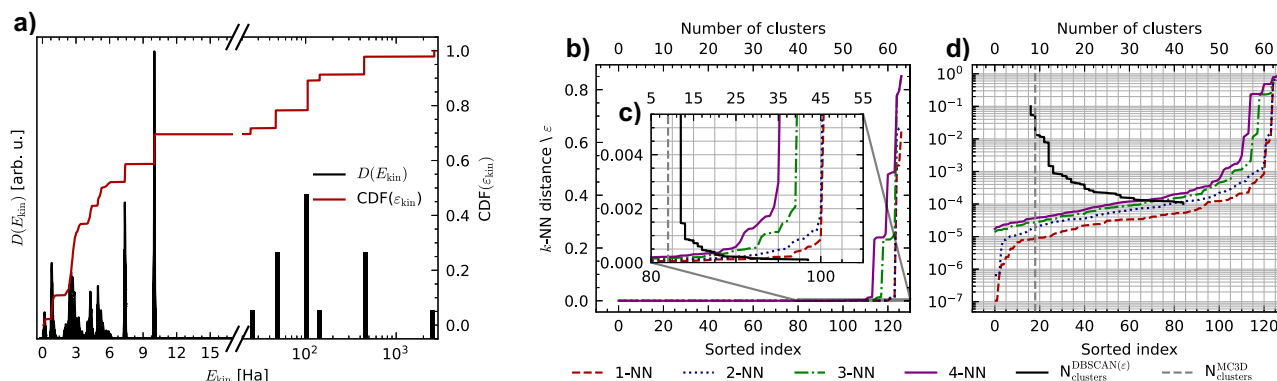 a)
D(E_kin) [arb. u.]
D(E_kin)
CDF(ε_kin)
0 3 6 9 12 15 10^2 10^3
E_kin [Ha]
1.0
0.8
0.6
0.4
0.2
0.0
CDF(ε_kin)
b)
Number of clusters
0 10 20 30 40 50 60
k-NN distance \ ε
0.8
0.6
0.4
0.2
0.0
0 20 40 60 80 100 120
Sorted index
c)
5 15 25 35 45 55
0.004
0.002
0.000
80 100
d)
Number of clusters
0 10 20 30 40 50 60
10^0
10^-1
10^-2
10^-3
10^-4
10^-5
10^-6
10^-7
0 20 40 60 80 100 120
Sorted index
1-NN 2-NN 3-NN 4-NN N_clusters^DBSCAN(ε) N_clusters^MC3D